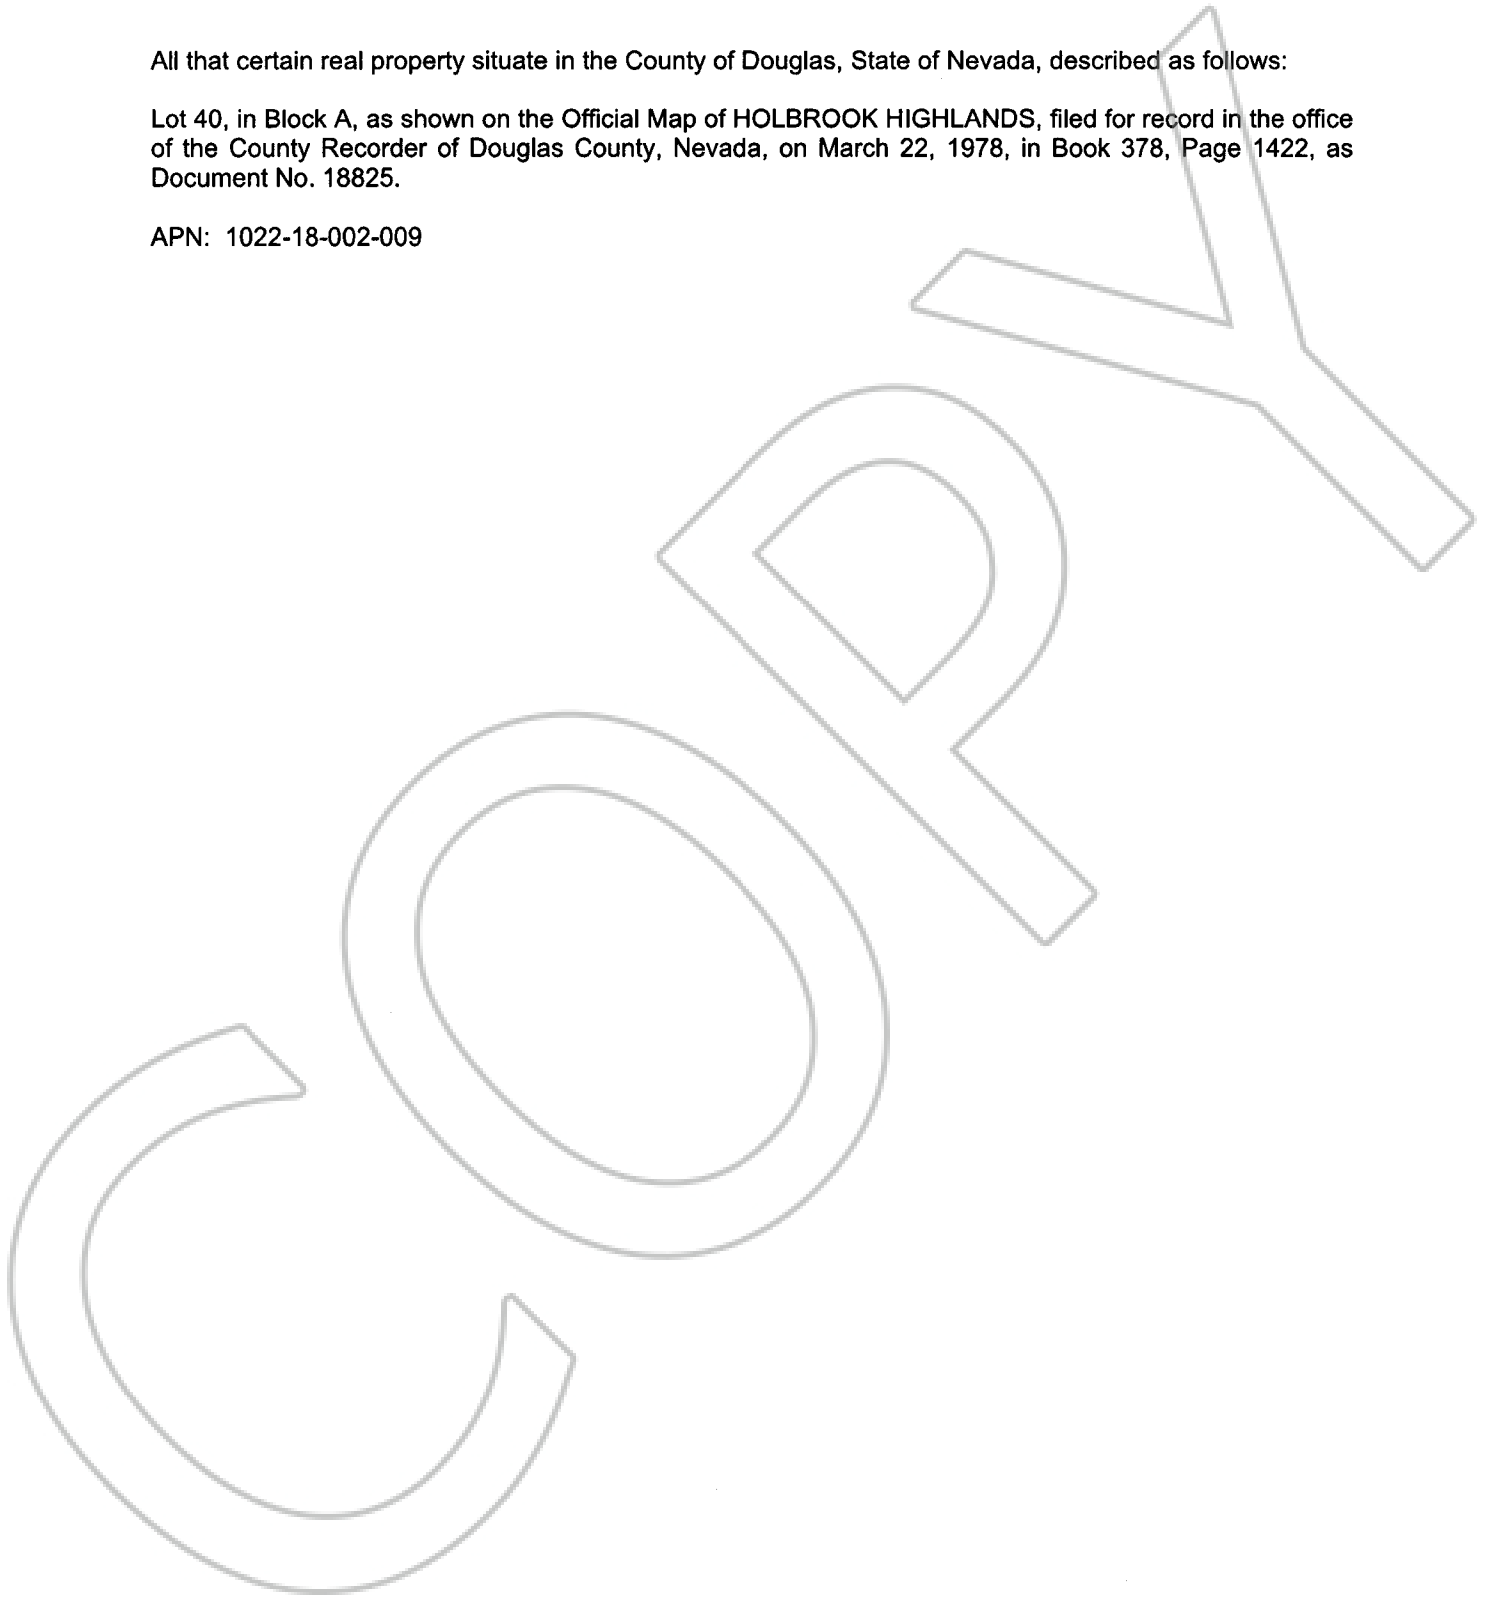 All that certain real property situate in the County of Douglas, State of Nevada, described as follows:
Lot 40, in Block A, as shown on the Official Map of HOLBROOK HIGHLANDS, filed for record in the office
of the County Recorder of Douglas County, Nevada, on March 22, 1978, in Book 378, Page 1422, as
Document No. 18825.
APN: 1022-18-002-009
COPY